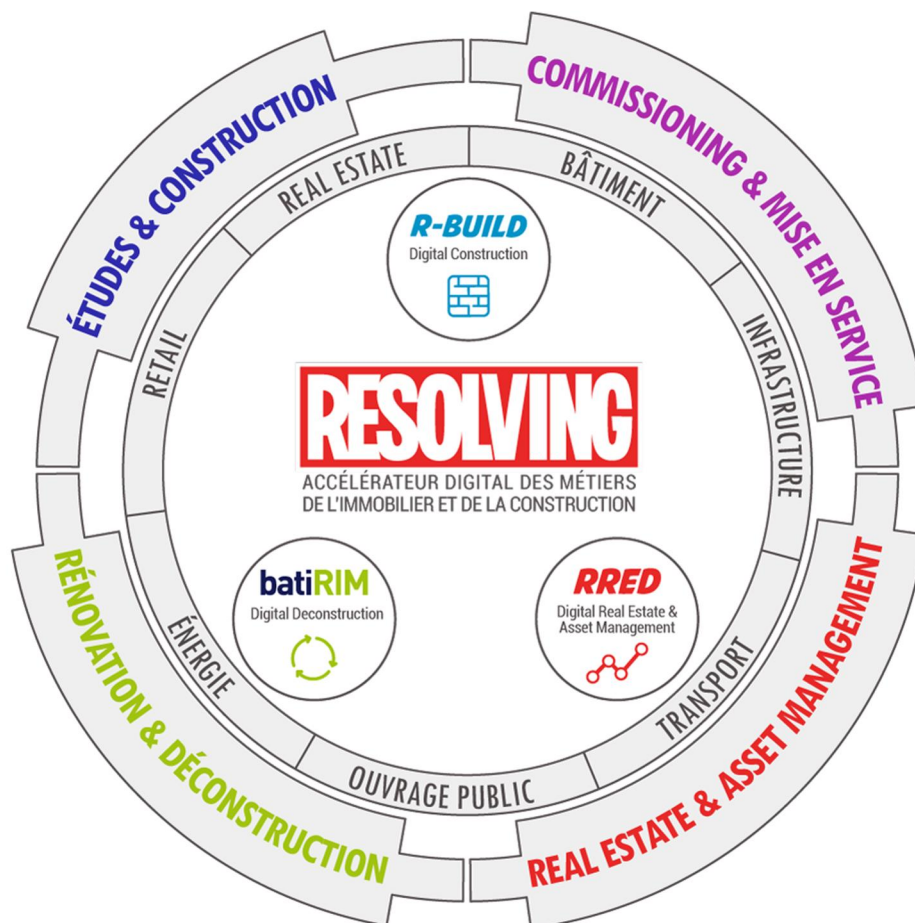 ÉTUDES & CONSTRUCTION
COMMISSIONING & MISE EN SERVICE
REAL ESTATE
BÂTIMENT
RETAIL
INFRASTRUCTURE
R-BUILD
Digital Construction
RESOLVING
ACCÉLÉRATEUR DIGITAL DES MÉTIERS
DE L'IMMOBILIER ET DE LA CONSTRUCTION
batiRIM
Digital Deconstruction
RRED
Digital Real Estate &
Asset Management
ÉNERGIE
TRANSPORT
OUVRAGE PUBLIC
RÉNOVATION & DÉCONSTRUCTION
REAL ESTATE & ASSET MANAGEMENT